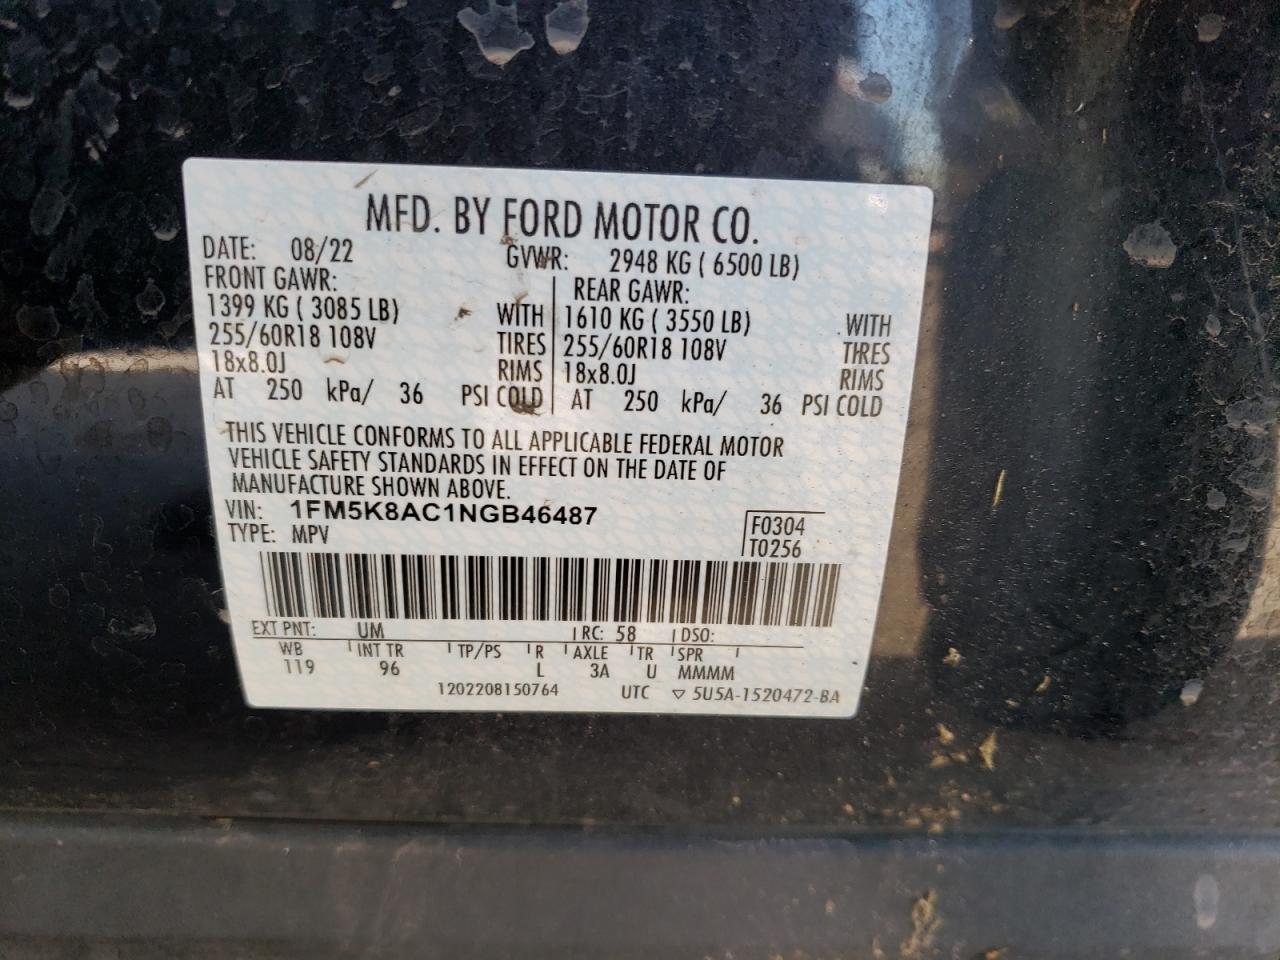 MFD. BY FORD MOTOR CO.
DATE: 08/22 GVWR: 2948 KG ( 6500 LB)
FRONT GAWR: REAR GAWR:
1399 KG ( 3085 LB) WITH 1610 KG ( 3550 LB) WITH
255/60R18 108V TIRES 255/60R18 108V TIRES
18x8.0J RIMS 18x8.0J RIMS
AT 250 kPa/ 36 PSI COLD AT 250 kPa/ 36 PSI COLD
THIS VEHICLE CONFORMS TO ALL APPLICABLE FEDERAL MOTOR
VEHICLE SAFETY STANDARDS IN EFFECT ON THE DATE OF
MANUFACTURE SHOWN ABOVE.
VIN: 1FM5K8AC1NGB46487 F0304
TYPE: MPV T0256
EXT PNT: UM RC: 58 DSO:
WB INT TR TP/PS R AXLE TR SPR
119 96 L 3A U MMMM
1202208150764 UTC ▽ 5U5A-1520472-BA